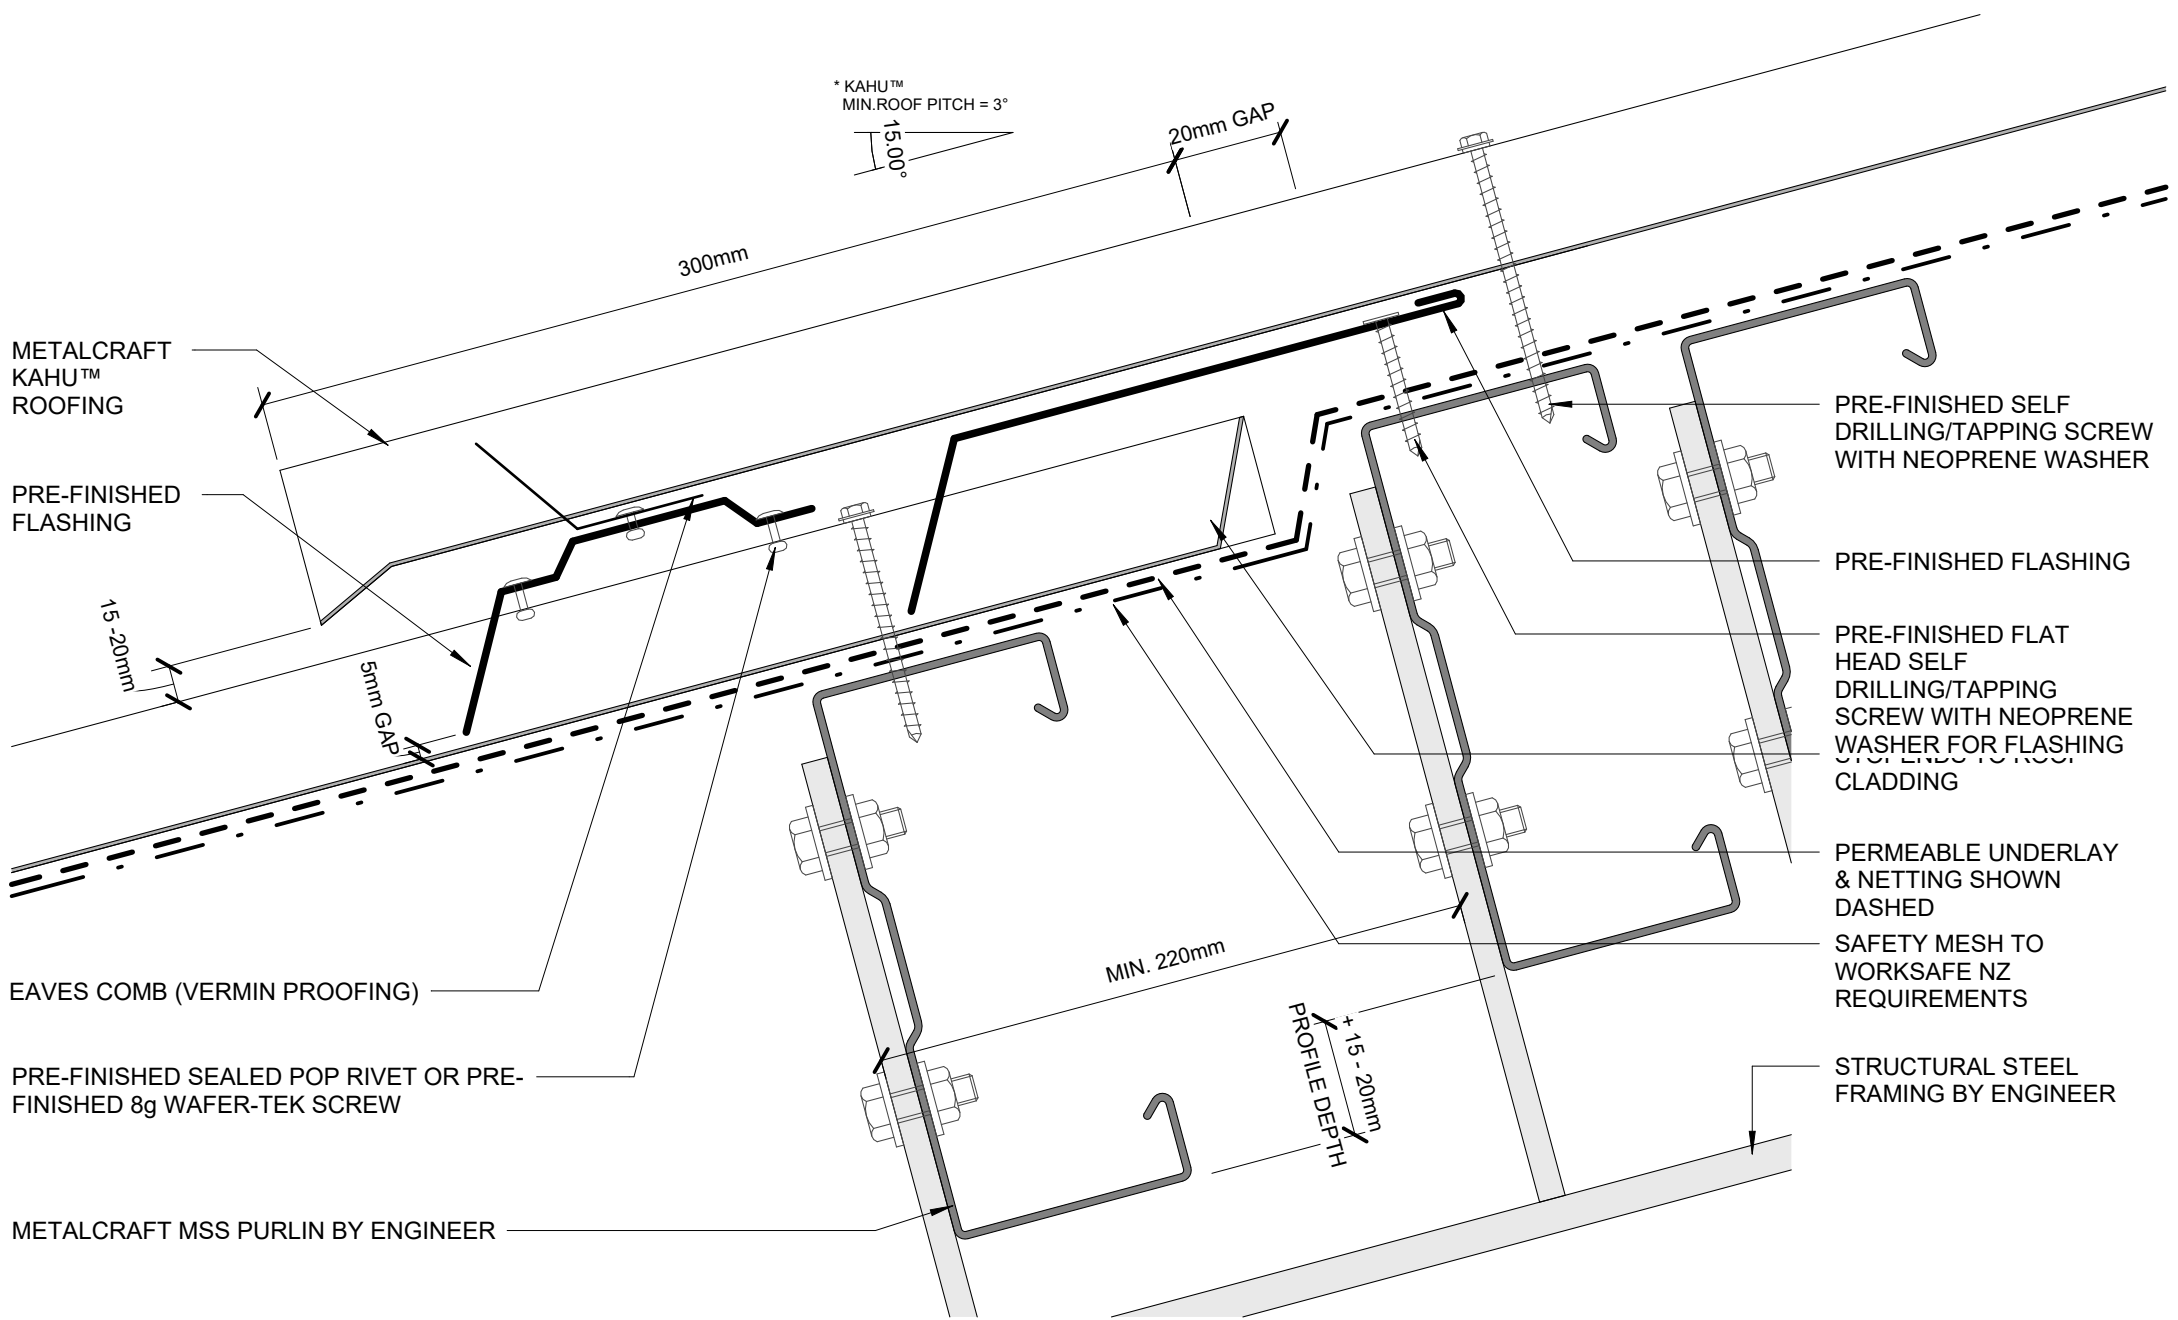 * KAHU™
MIN.ROOF PITCH = 3°
15.00°
20mm GAP
300mm
METALCRAFT
KAHU™
ROOFING
PRE-FINISHED
FLASHING
15 -20mm
5mm GAP
EAVES COMB (VERMIN PROOFING)
PRE-FINISHED SEALED POP RIVET OR PRE-
FINISHED 8g WAFER-TEK SCREW
METALCRAFT MSS PURLIN BY ENGINEER
MIN. 220mm
+ 15 - 20mm
PROFILE DEPTH
PRE-FINISHED SELF
DRILLING/TAPPING SCREW
WITH NEOPRENE WASHER
PRE-FINISHED FLASHING
PRE-FINISHED FLAT
HEAD SELF
DRILLING/TAPPING
SCREW WITH NEOPRENE
WASHER FOR FLASHING
STOPENDS TO ROOF
CLADDING
PERMEABLE UNDERLAY
& NETTING SHOWN
DASHED
SAFETY MESH TO
WORKSAFE NZ
REQUIREMENTS
STRUCTURAL STEEL
FRAMING BY ENGINEER